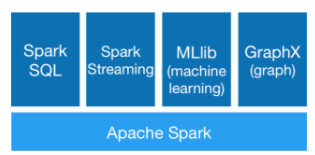 Spark
SQL
Spark
Streaming
MLlib
(machine
learning)
GraphX
(graph)
Apache Spark